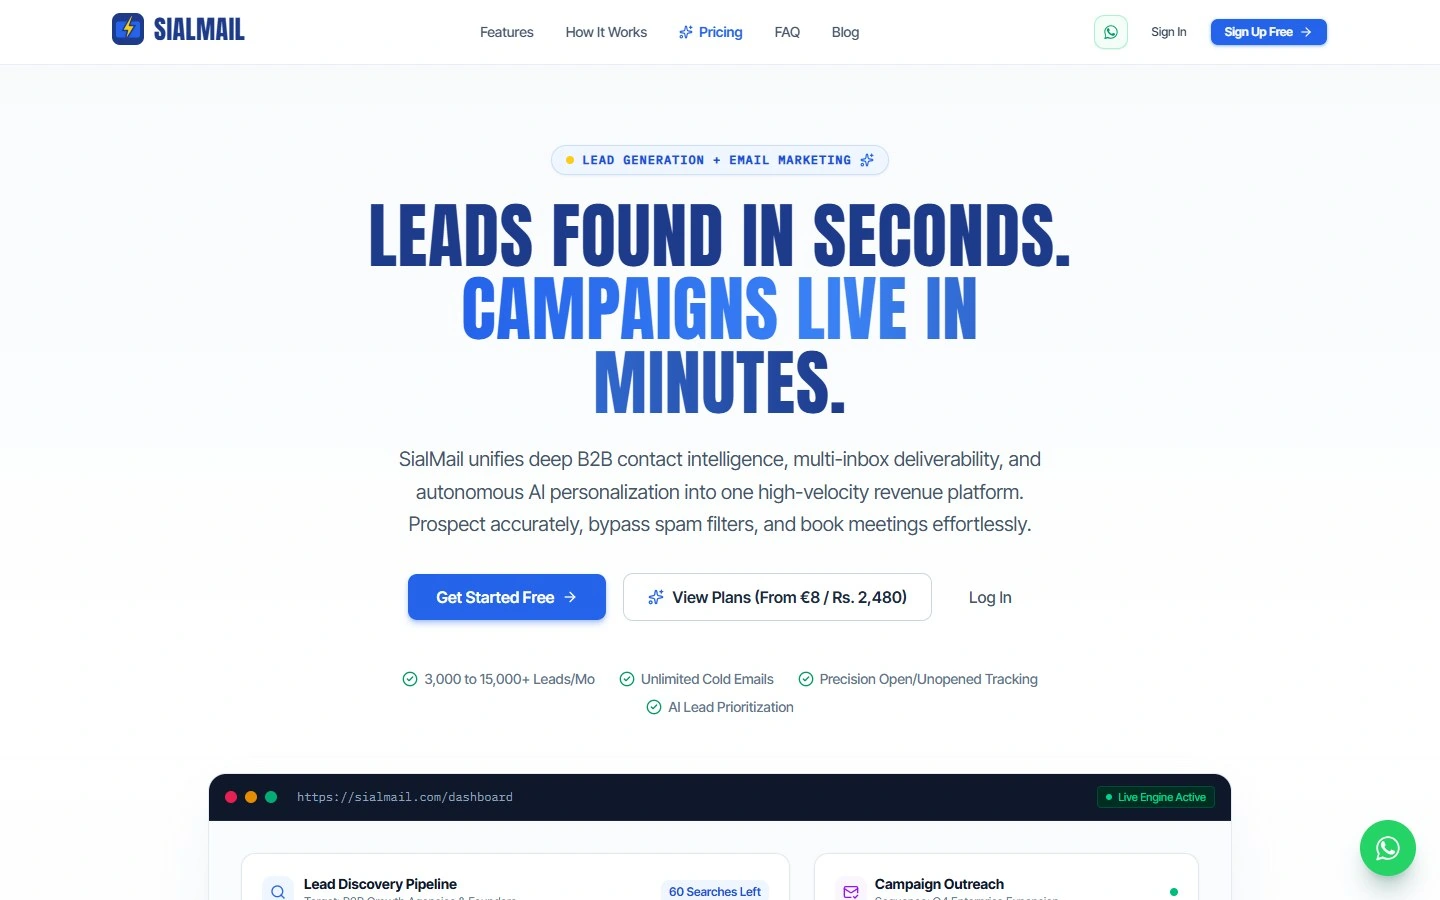 SIALMAIL
Features
How It Works
Pricing
FAQ
Blog
Sign In
Sign Up Free
LEAD GENERATION + EMAIL MARKETING
LEADS FOUND IN SECONDS.
CAMPAIGNS LIVE IN
MINUTES.
SialMail unifies deep B2B contact intelligence, multi-inbox deliverability, and
autonomous AI personalization into one high-velocity revenue platform.
Prospect accurately, bypass spam filters, and book meetings effortlessly.
Get Started Free
View Plans (From €8 / Rs. 2,480)
Log In
3,000 to 15,000+ Leads/Mo
Unlimited Cold Emails
Precision Open/Unopened Tracking
AI Lead Prioritization
https://sialmail.com/dashboard
Live Engine Active
Lead Discovery Pipeline
60 Searches Left
Campaign Outreach